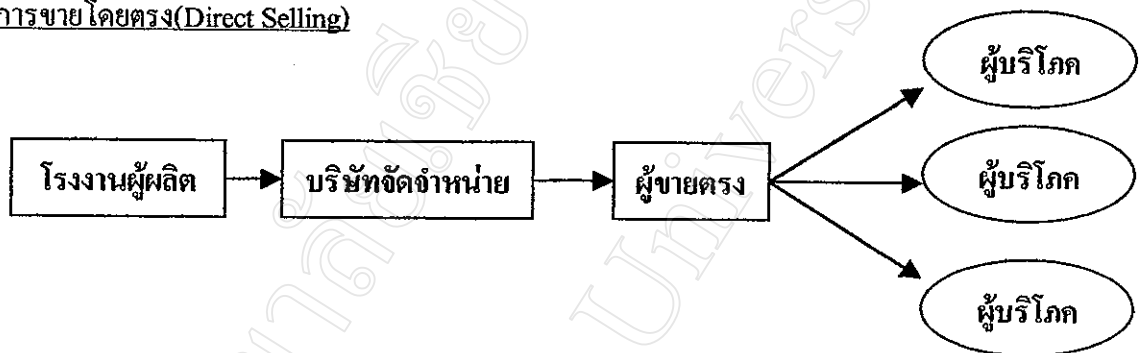 การขายโดยตรง(Direct Selling)
ผู้บริโภค
โรงงานผู้ผลิต
บริษัทจัดจำหน่าย
ผู้ขายตรง
ผู้บริโภค
ผู้บริโภค